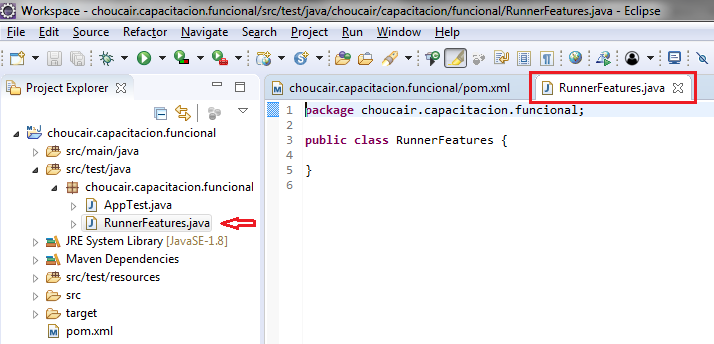 Workspace - choucair.capacitacion.funcional/src/test/java/choucair/capacitacion/funcional/RunnerFeatures.java - Eclipse
File Edit Source Refactor Navigate Search Project Run Window Help
Project Explorer
choucair.capacitacion.funcional
src/main/java
src/test/java
choucair.capacitacion.funcional
AppTest.java
RunnerFeatures.java
JRE System Library [JavaSE-1.8]
Maven Dependencies
src/test/resources
src
target
pom.xml
choucair.capacitacion.funcional/pom.xml
RunnerFeatures.java
1 package choucair.capacitacion.funcional;
2
3 public class RunnerFeatures {
4
5 }
6